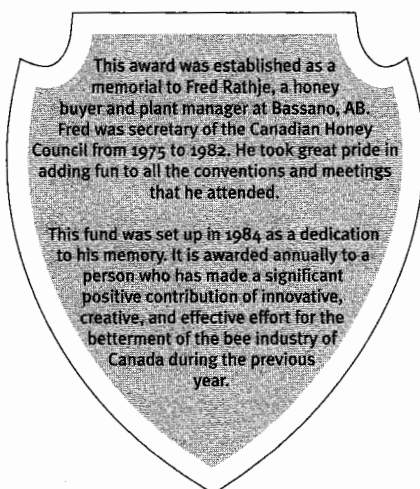 This award was established as a
memorial to Fred Rathje, a honey
buyer and plant manager at Bassano, AB.
Fred was secretary of the Canadian Honey
Council from 1975 to 1982. He took great pride in
adding fun to all the conventions and meetings
that he attended.
This fund was set up in 1984 as a dedication
to his memory. It is awarded annually to a
person who has made a significant
positive contribution of innovative,
creative, and effective effort for the
betterment of the bee industry of
Canada during the previous
year.